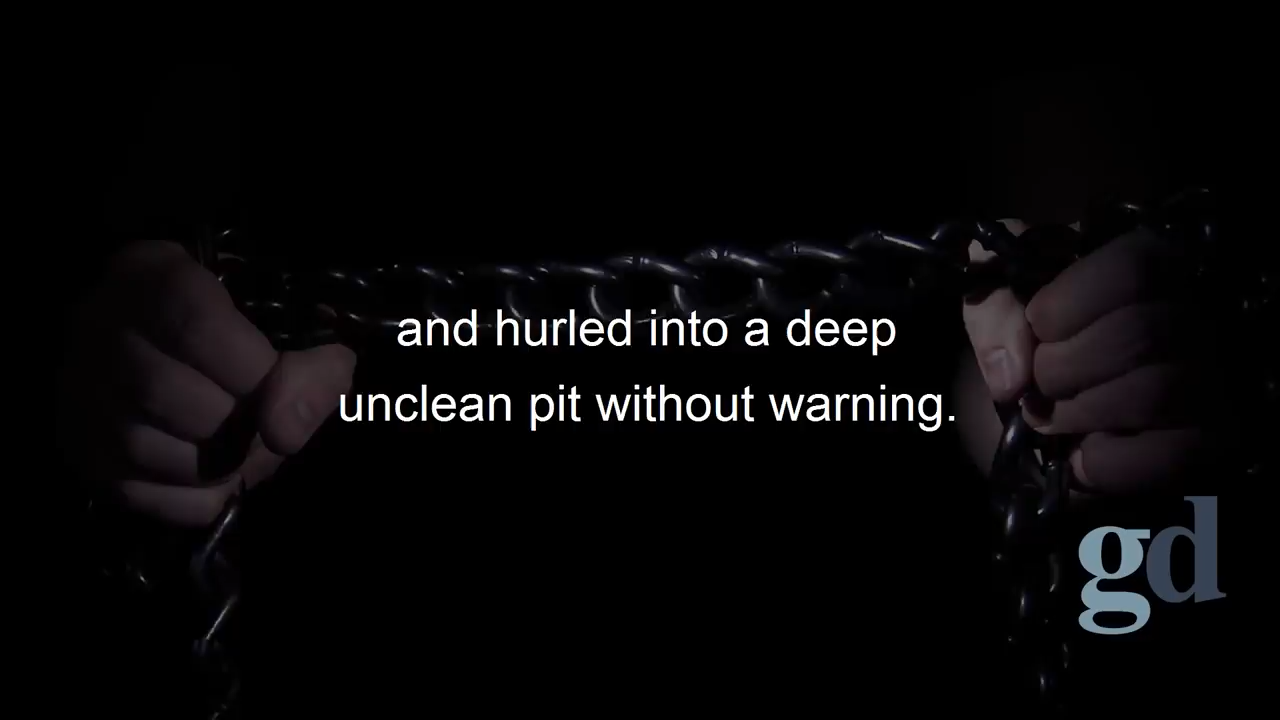 and hurled into a deep
unclean pit without warning.
gd